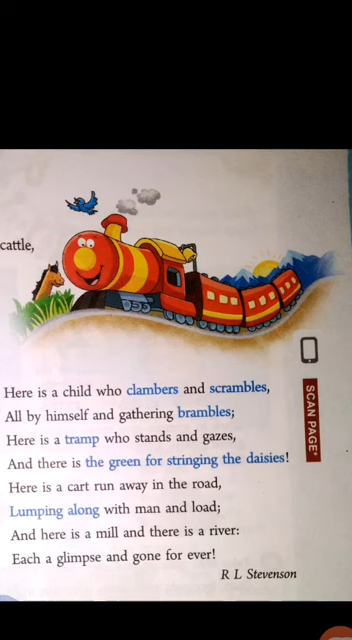 cattle,
Here is a child who clambers and scrambles,
All by himself and gathering brambles;
Here is a tramp who stands and gazes,
And there is the green for stringing the daisies!
Here is a cart run away in the road,
Lumping along with man and load;
And here is a mill and there is a river:
Each a glimpse and gone for ever!
R L Stevenson
SCAN PAGE